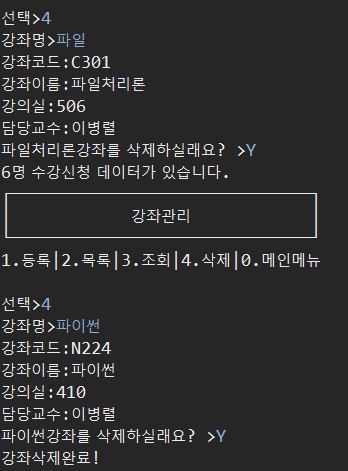 선택>4
강좌명>파일
강좌코드:C301
강좌이름:파일처리론
강의실:506
담당교수:이병렬
파일처리론강좌를 삭제하실래요? >Y
6명 수강신청 데이터가 있습니다.
강좌관리
1.등록|2.목록|3.조회|4.삭제|0.메인메뉴
선택>4
강좌명>파이썬
강좌코드:N224
강좌이름:파이썬
강의실:410
담당교수:이병렬
파이썬강좌를 삭제하실래요? >Y
강좌삭제완료!